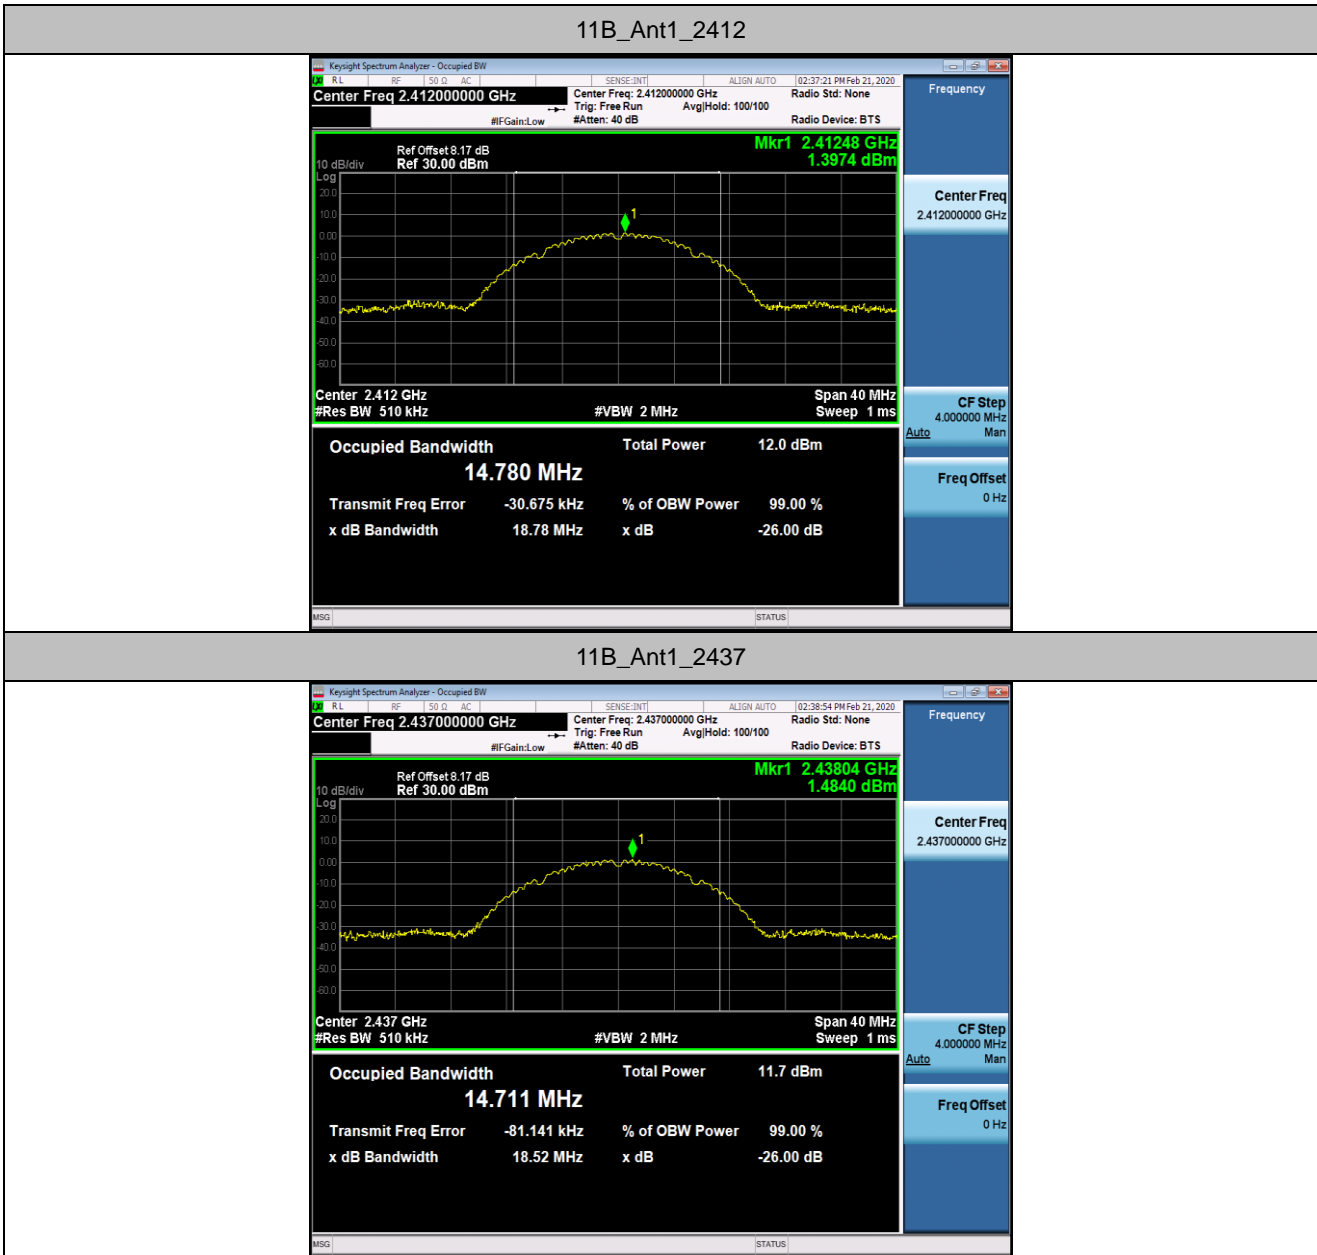 11B_Ant1_2412
Keysight Spectrum Analyzer - Occupied BW
RL RF 50 Ω AC SENSE:INT ALIGN AUTO 02:37:21 PM Feb 21, 2020
Center Freq 2.412000000 GHz
Center Freq: 2.412000000 GHz Radio Std: None
Trig: Free Run Avg|Hold: 100/100
#IFGain:Low #Atten: 40 dB Radio Device: BTS
Frequency
Mkr1 2.41248 GHz
1.3974 dBm
Ref Offset 8.17 dB
10 dB/div Ref 30.00 dBm
Log
20.0
10.0
0.00
-10.0
-20.0
-30.0
-40.0
-50.0
-60.0
1
Center Freq
2.412000000 GHz
Center 2.412 GHz Span 40 MHz
#Res BW 510 kHz #VBW 2 MHz Sweep 1 ms
CF Step
4.000000 MHz
Auto Man
Occupied Bandwidth Total Power 12.0 dBm
14.780 MHz
Transmit Freq Error -30.675 kHz % of OBW Power 99.00 %
x dB Bandwidth 18.78 MHz x dB -26.00 dB
Freq Offset
0 Hz
MSG STATUS
11B_Ant1_2437
Keysight Spectrum Analyzer - Occupied BW
RL RF 50 Ω AC SENSE:INT ALIGN AUTO 02:38:54 PM Feb 21, 2020
Center Freq 2.437000000 GHz
Center Freq: 2.437000000 GHz Radio Std: None
Trig: Free Run Avg|Hold: 100/100
#IFGain:Low #Atten: 40 dB Radio Device: BTS
Frequency
Mkr1 2.43804 GHz
1.4840 dBm
Ref Offset 8.17 dB
10 dB/div Ref 30.00 dBm
Log
20.0
10.0
0.00
-10.0
-20.0
-30.0
-40.0
-50.0
-60.0
1
Center Freq
2.437000000 GHz
Center 2.437 GHz Span 40 MHz
#Res BW 510 kHz #VBW 2 MHz Sweep 1 ms
CF Step
4.000000 MHz
Auto Man
Occupied Bandwidth Total Power 11.7 dBm
14.711 MHz
Transmit Freq Error -81.141 kHz % of OBW Power 99.00 %
x dB Bandwidth 18.52 MHz x dB -26.00 dB
Freq Offset
0 Hz
MSG STATUS